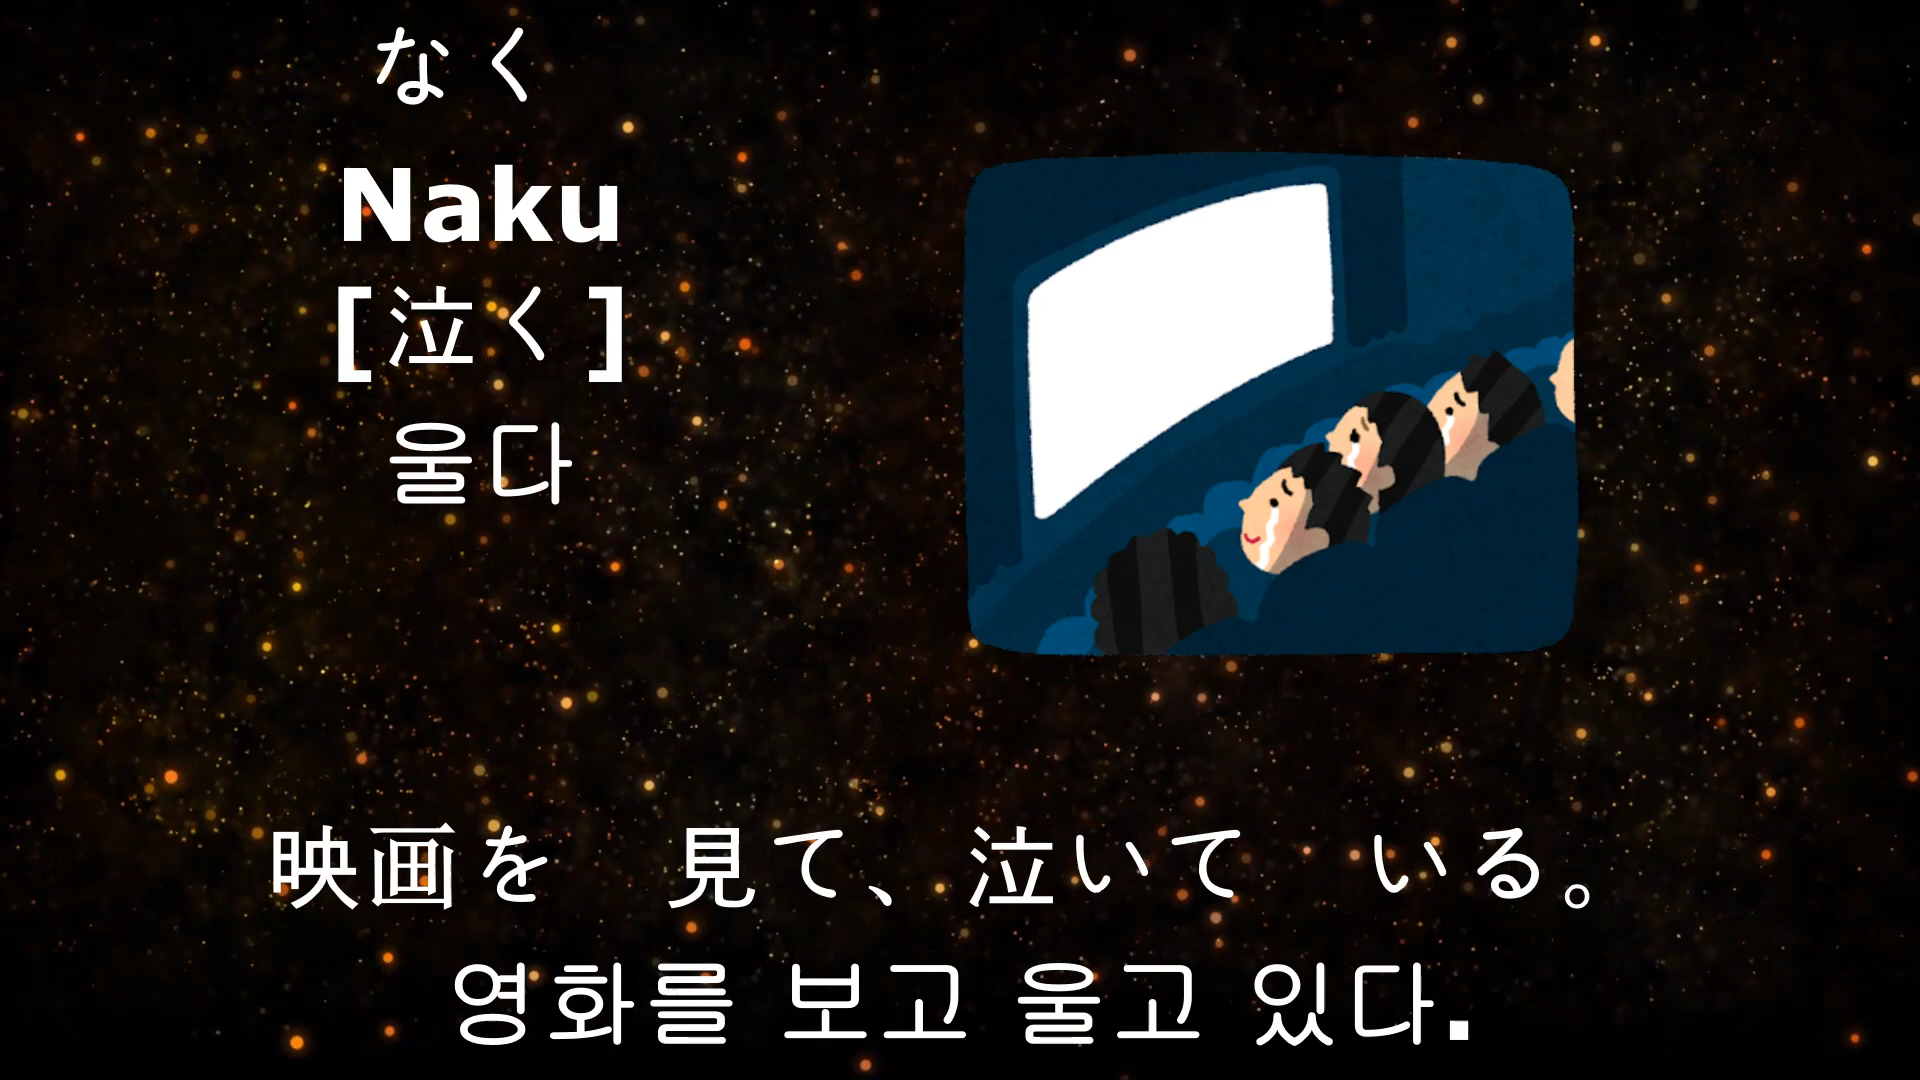 なく
Naku
[泣く]
울다
映画を　見て、泣いて　いる。
영화를 보고 울고 있다.